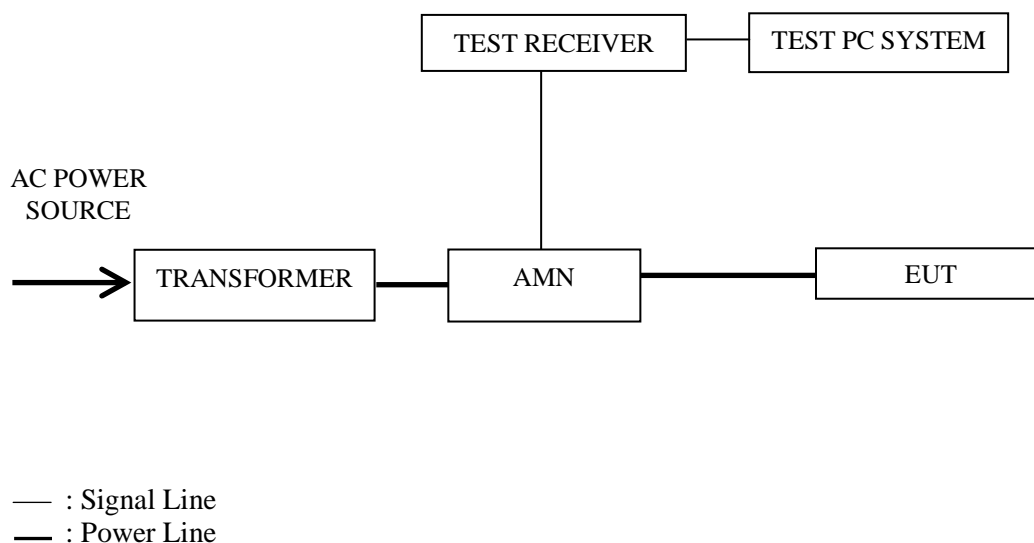 TEST RECEIVER
TEST PC SYSTEM
AC POWER
SOURCE
TRANSFORMER
AMN
EUT
: Signal Line
: Power Line